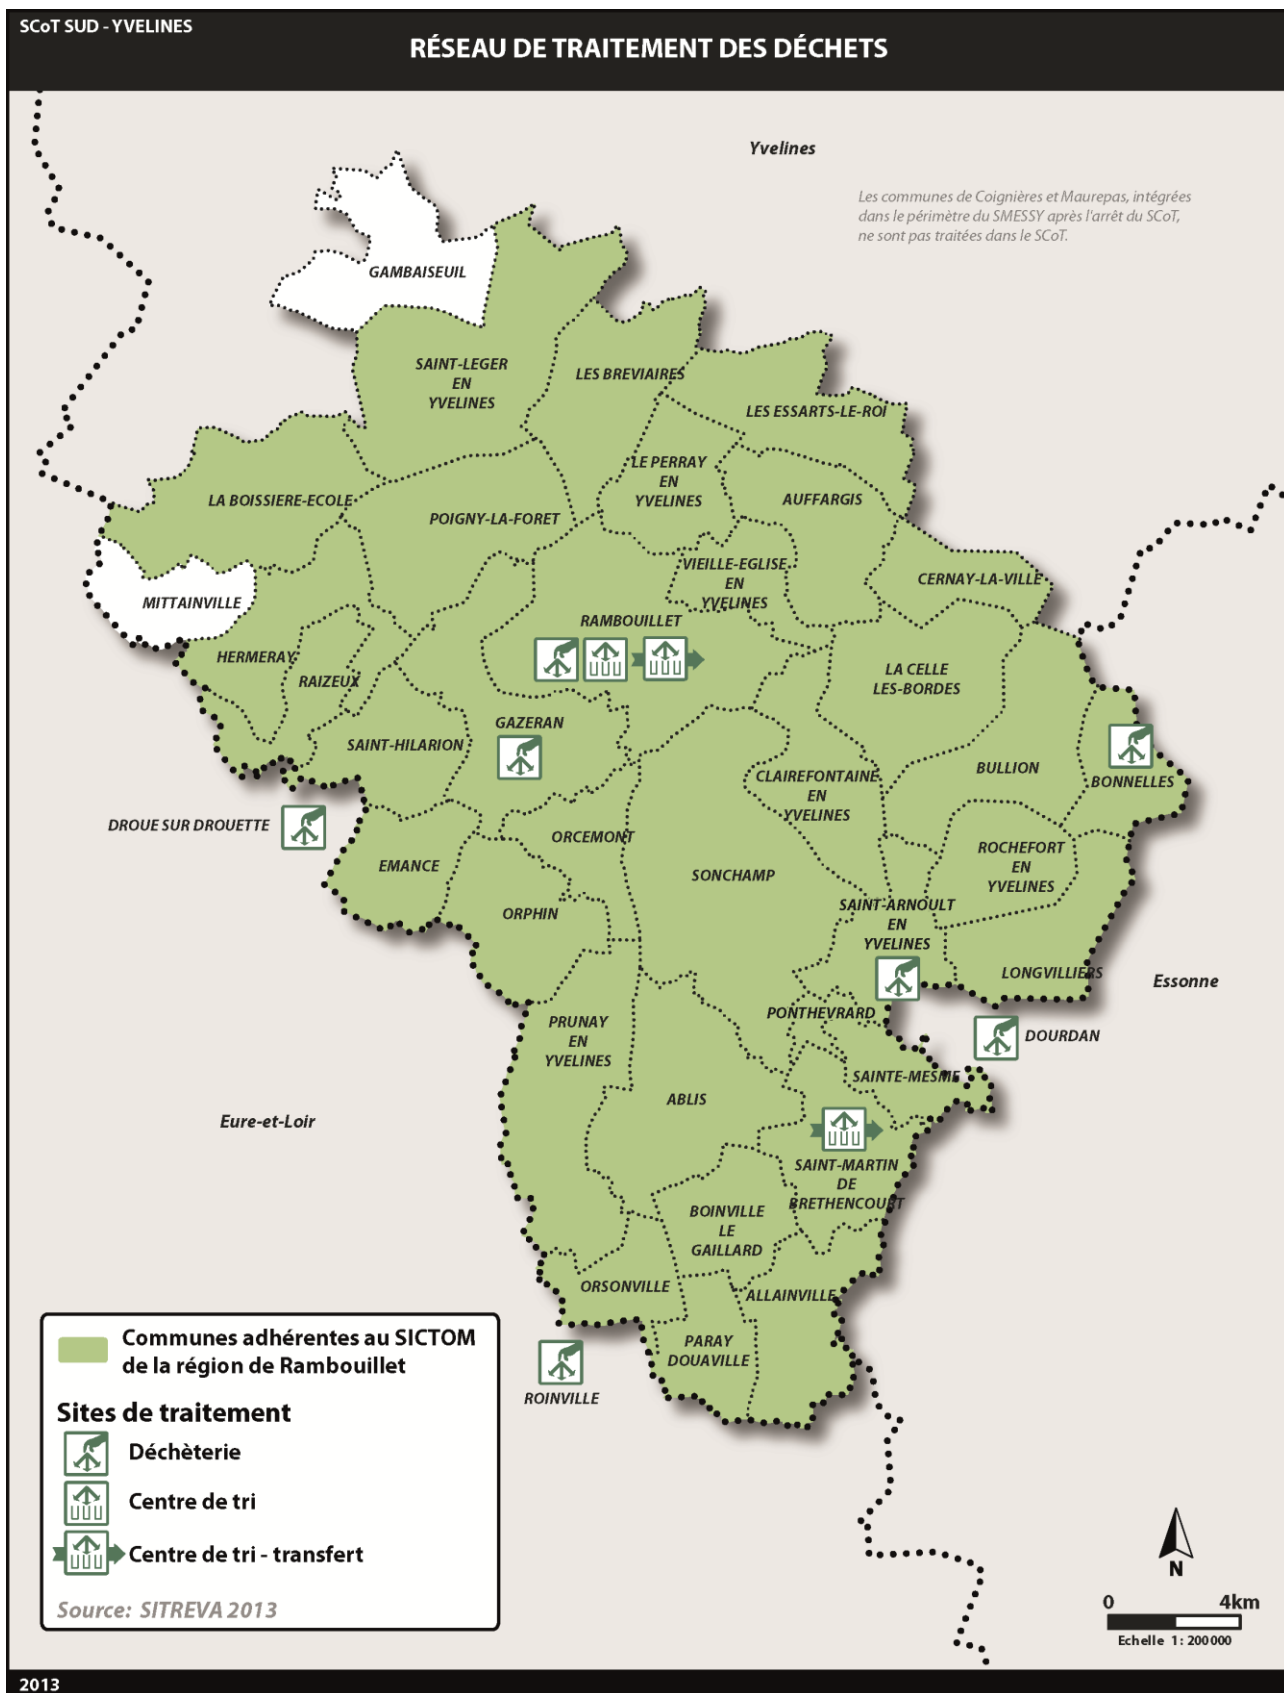 SCoT SUD - YVELINES
RÉSEAU DE TRAITEMENT DES DÉCHETS
Yvelines
Les communes de Coignières et Maurepas, intégrées
dans le périmètre du SMESSY après l'arrêt du SCoT,
ne sont pas traitées dans le SCoT.
GAMBAISEUIL
SAINT-LEGER
EN
YVELINES
LES BREVIAIRES
LES ESSARTS-LE-ROI
LE PERRAY
EN
YVELINES
LA BOISSIERE-ECOLE
POIGNY-LA-FORET
AUFFARGIS
VIEILLE-EGLISE
EN
YVELINES
CERNAY-LA-VILLE
MITTAINVILLE
RAMBOUILLET
HERMERAY
RAIZEUX
LA CELLE
LES-BORDES
GAZERAN
SAINT-HILARION
CLAIREFONTAINE
EN
YVELINES
BULLION
BONNELLES
DROUE SUR DROUETTE
ORCEMONT
EMANCE
SONCHAMP
ROCHEFORT
EN
YVELINES
ORPHIN
SAINT-ARNOULT
EN
YVELINES
LONGVILLIERS
Essonne
PONTHEVRARD
PRUNAY
EN
YVELINES
DOURDAN
SAINTE-MESME
ABLIS
Eure-et-Loir
SAINT-MARTIN
DE
BRETHENCOURT
BOINVILLE
LE
GAILLARD
ORSONVILLE
ALLAINVILLE
PARAY
DOUAVILLE
ROINVILLE
Communes adhérentes au SICTOM
de la région de Rambouillet
Sites de traitement
Déchèterie
Centre de tri
Centre de tri - transfert
Source: SITREVA 2013
N
0 4km
Echelle 1 : 200 000
2013